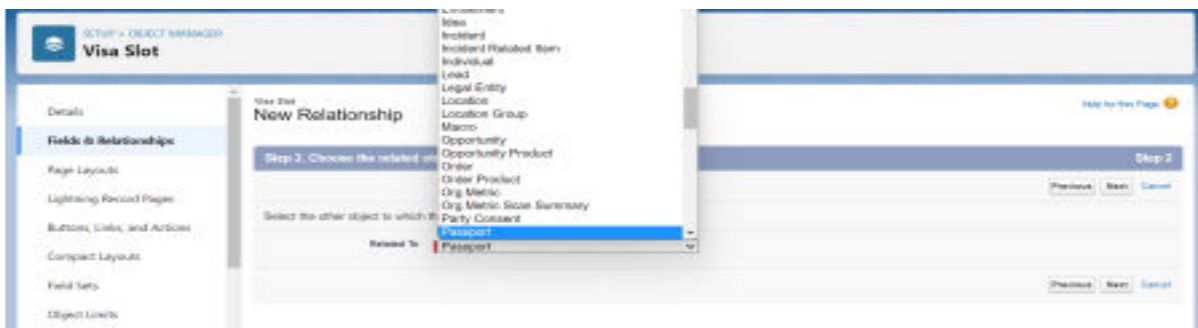 SETUP > OBJECT MANAGER
Visa Slot
Details
Fields & Relationships
Page Layouts
Lightning Record Pages
Buttons, Links, and Actions
Compact Layouts
Field Sets
Object Limits
Visa Slot
New Relationship
Help for this Page
Step 2. Choose the related
Step 2
Previous Next Cancel
Select the other object to which
Related To
Passport
Previous Next Cancel
Idea
Incident
Incident Related Item
Individual
Lead
Legal Entity
Location
Location Group
Macro
Opportunity
Opportunity Product
Order
Order Product
Org Metric
Org Metric Scan Summary
Party Consent
Passport